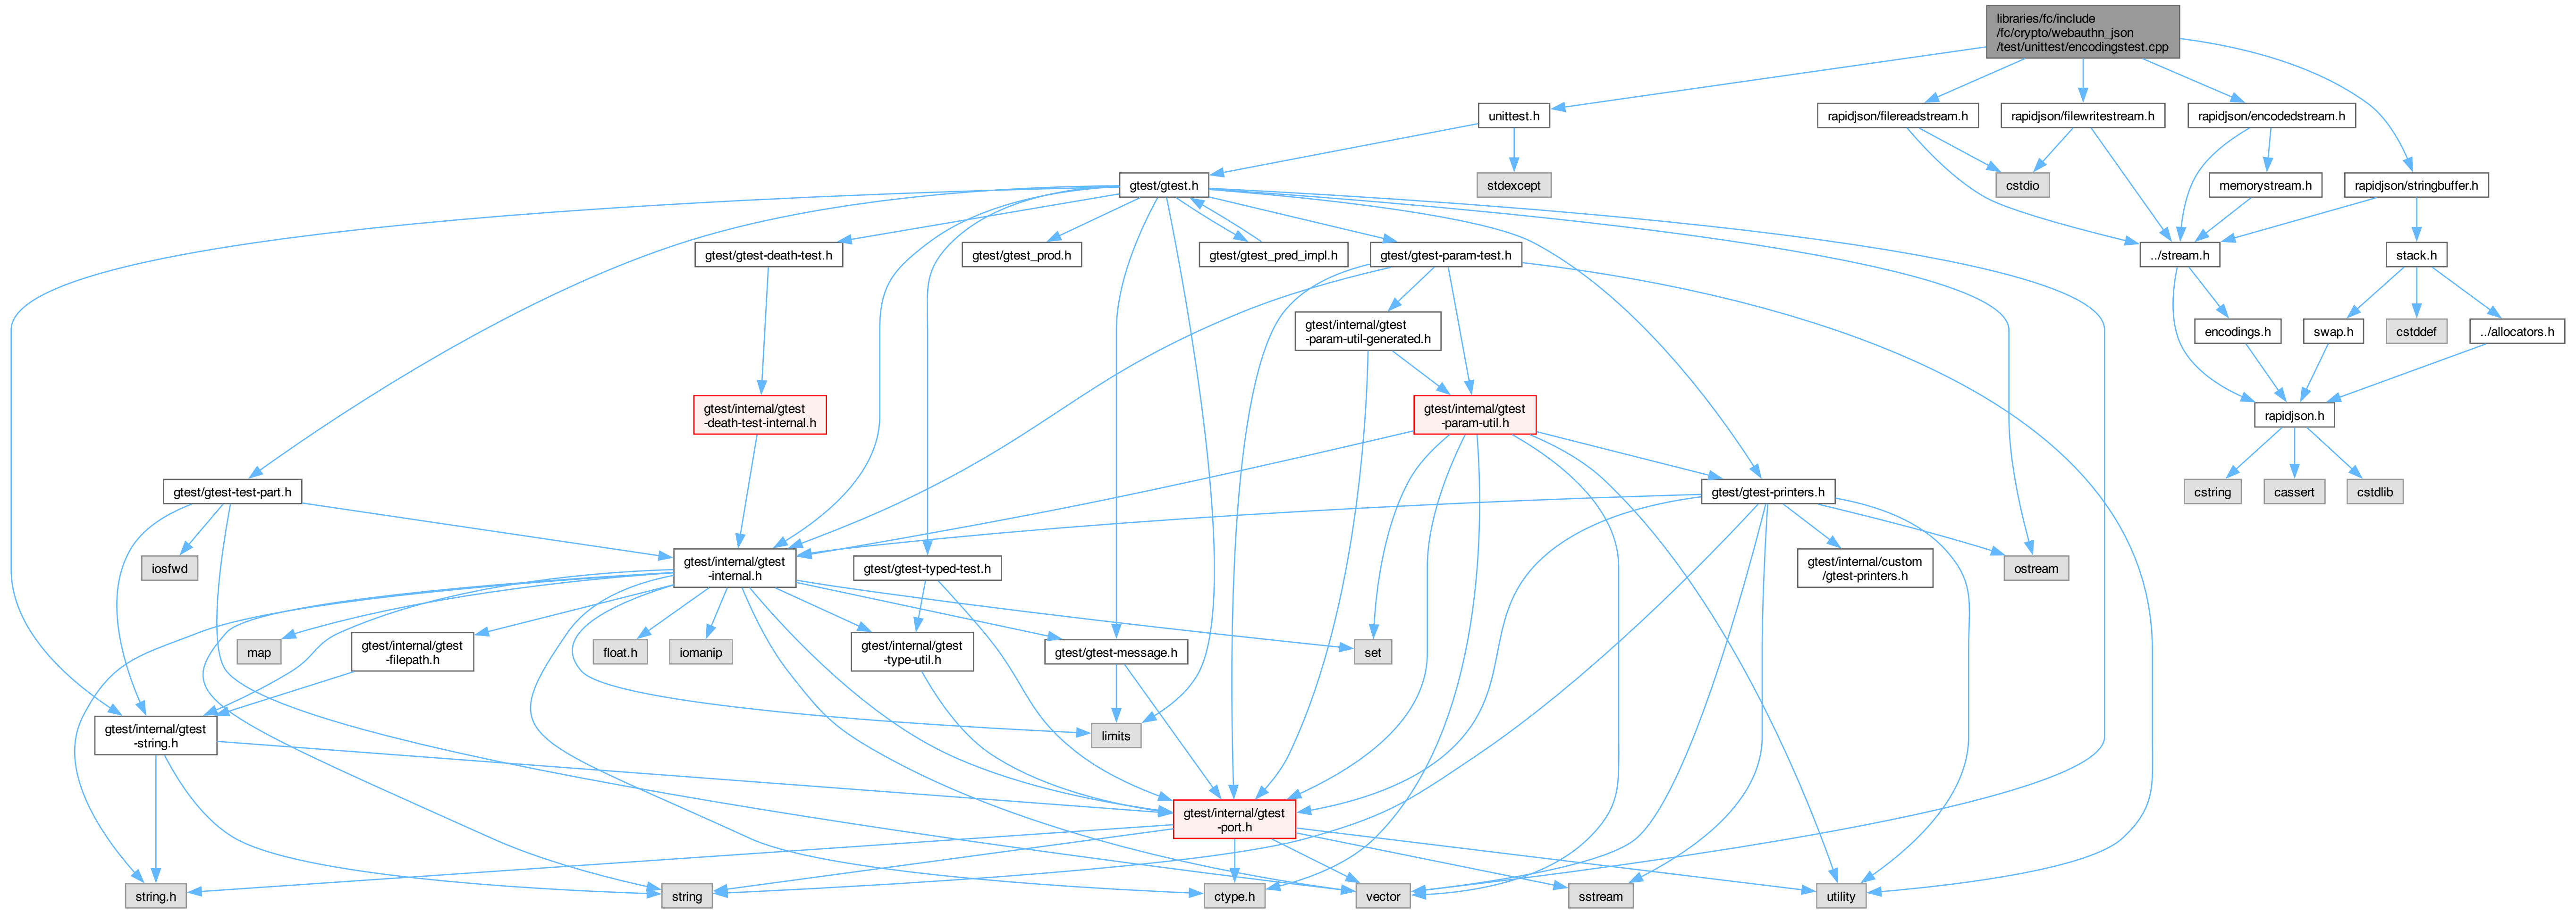 libraries/fc/include
/fc/crypto/webauthn_json
/test/unittest/encodingstest.cpp
unittest.h
rapidjson/filereadstream.h
rapidjson/filewritestream.h
rapidjson/encodedstream.h
gtest/gtest.h
stdexcept
cstdio
memorystream.h
rapidjson/stringbuffer.h
gtest/gtest-death-test.h
gtest/gtest_prod.h
gtest/gtest_pred_impl.h
gtest/gtest-param-test.h
../stream.h
stack.h
gtest/internal/gtest
-param-util-generated.h
encodings.h
swap.h
cstddef
../allocators.h
gtest/internal/gtest
-death-test-internal.h
gtest/internal/gtest
-param-util.h
rapidjson.h
gtest/gtest-test-part.h
gtest/gtest-printers.h
cstring
cassert
cstdlib
iosfwd
gtest/internal/gtest
-internal.h
gtest/gtest-typed-test.h
gtest/internal/custom
/gtest-printers.h
ostream
map
gtest/internal/gtest
-filepath.h
float.h
iomanip
gtest/internal/gtest
-type-util.h
gtest/gtest-message.h
set
gtest/internal/gtest
-string.h
limits
gtest/internal/gtest
-port.h
string.h
string
ctype.h
vector
sstream
utility